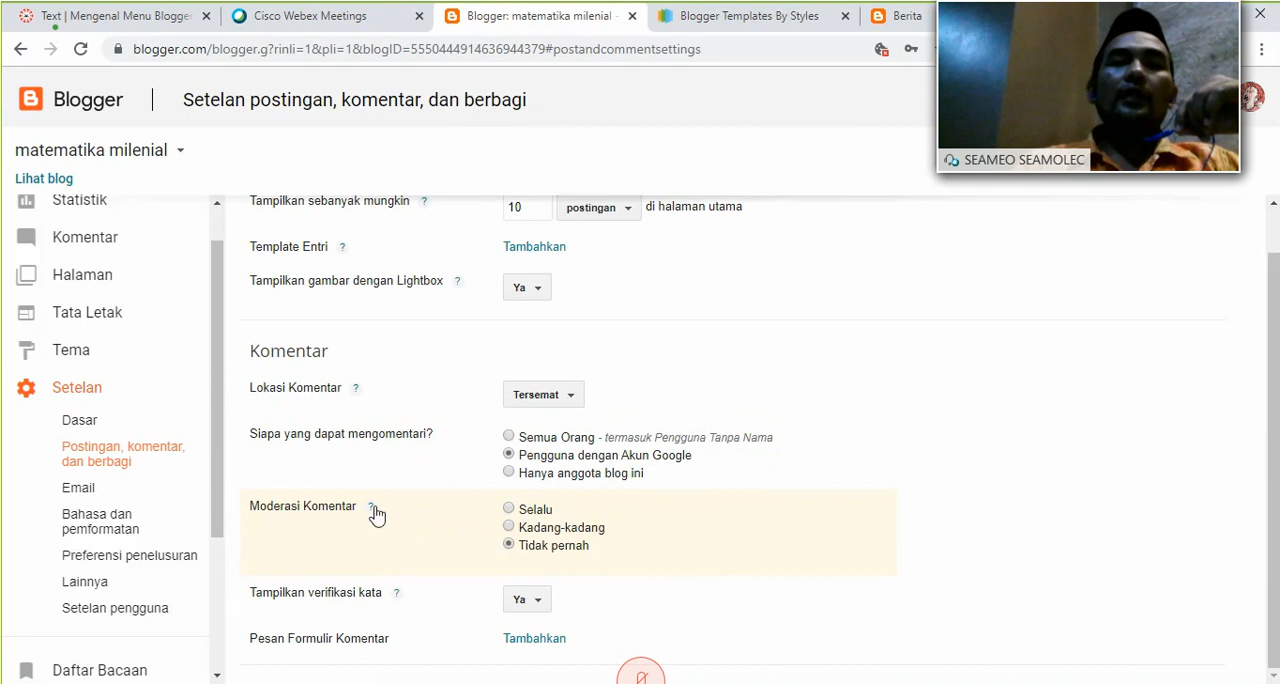 Text | Mengenal Menu Blogger
Cisco Webex Meetings
Blogger: matematika milenial -
Blogger Templates By Styles
Berita
blogger.com/blogger.g?rinli=1&pli=1&blogID=5550444914636944379#postandcommentsettings
Blogger
Setelan postingan, komentar, dan berbagi
SEAMEO SEAMOLEC
matematika milenial
Lihat blog
Statistik
Komentar
Halaman
Tata Letak
Tema
Setelan
Dasar
Postingan, komentar,
dan berbagi
Email
Bahasa dan
pemformatan
Preferensi penelusuran
Lainnya
Setelan pengguna
Daftar Bacaan
Tampilkan sebanyak mungkin ? 10 postingan di halaman utama
Template Entri ? Tambahkan
Tampilkan gambar dengan Lightbox ? Ya
Komentar
Lokasi Komentar ? Tersemat
Siapa yang dapat mengomentari?
Semua Orang - termasuk Pengguna Tanpa Nama
Pengguna dengan Akun Google
Hanya anggota blog ini
Moderasi Komentar ?
Selalu
Kadang-kadang
Tidak pernah
Tampilkan verifikasi kata ? Ya
Pesan Formulir Komentar Tambahkan